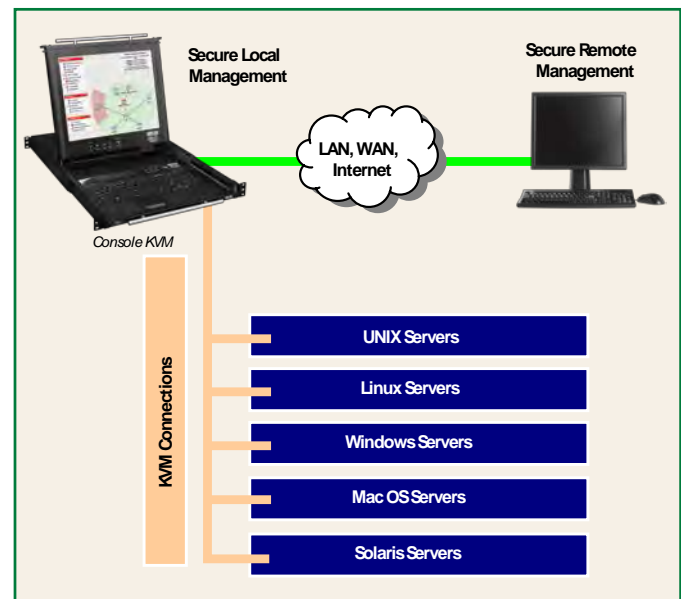 Secure Local
Management
Secure Remote
Management
LAN, WAN,
Internet
Console KVM
KVM Connections
UNIX Servers
Linux Servers
Windows Servers
Mac OS Servers
Solaris Servers